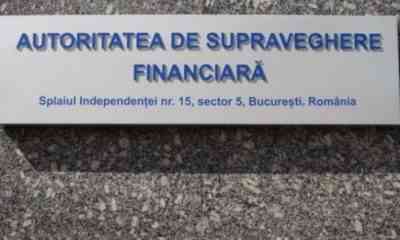 AUTORITATEA DE SUPRAVEGHERE
FINANCIARĂ
Splaiul Independenței nr. 15, sector 5, București, România